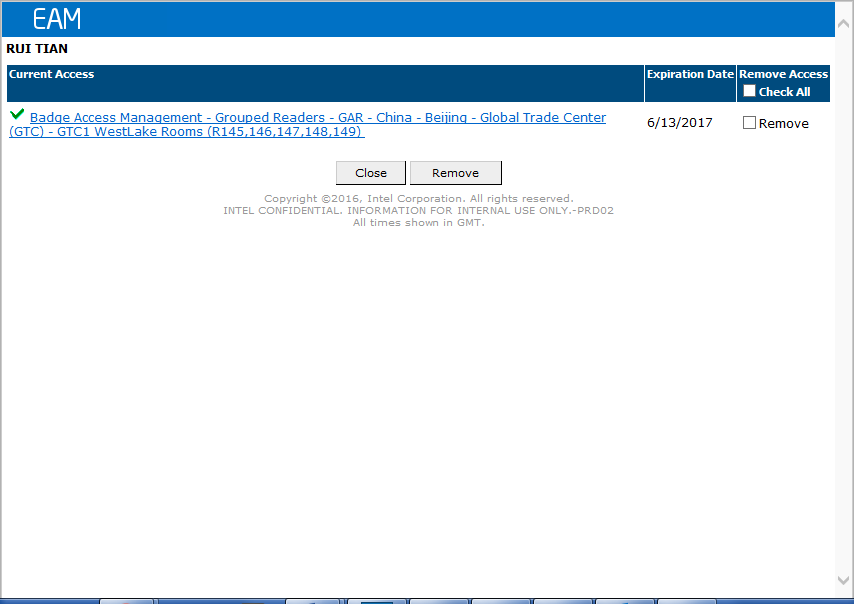 EAM
RUI TIAN
Current Access Expiration Date Remove Access
Check All
Badge Access Management - Grouped Readers - GAR - China - Beijing - Global Trade Center
(GTC) - GTC1 WestLake Rooms (R145,146,147,148,149)
6/13/2017
Remove
Close Remove
Copyright ©2016, Intel Corporation. All rights reserved.
INTEL CONFIDENTIAL. INFORMATION FOR INTERNAL USE ONLY.-PRD02
All times shown in GMT.